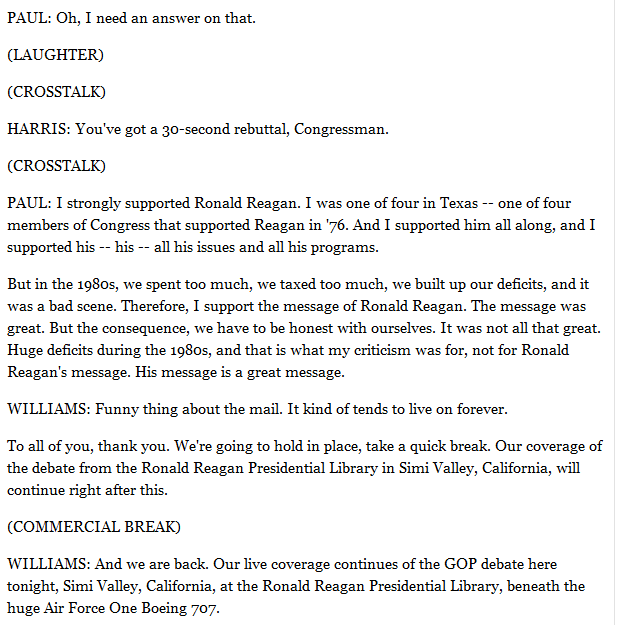 PAUL: Oh, I need an answer on that.
(LAUGHTER)
(CROSSTALK)
HARRIS: You've got a 30-second rebuttal, Congressman.
(CROSSTALK)
PAUL: I strongly supported Ronald Reagan. I was one of four in Texas -- one of four
members of Congress that supported Reagan in '76. And I supported him all along, and I
supported his -- his -- all his issues and all his programs.
But in the 1980s, we spent too much, we taxed too much, we built up our deficits, and it
was a bad scene. Therefore, I support the message of Ronald Reagan. The message was
great. But the consequence, we have to be honest with ourselves. It was not all that great.
Huge deficits during the 1980s, and that is what my criticism was for, not for Ronald
Reagan's message. His message is a great message.
WILLIAMS: Funny thing about the mail. It kind of tends to live on forever.
To all of you, thank you. We're going to hold in place, take a quick break. Our coverage of
the debate from the Ronald Reagan Presidential Library in Simi Valley, California, will
continue right after this.
(COMMERCIAL BREAK)
WILLIAMS: And we are back. Our live coverage continues of the GOP debate here
tonight, Simi Valley, California, at the Ronald Reagan Presidential Library, beneath the
huge Air Force One Boeing 707.